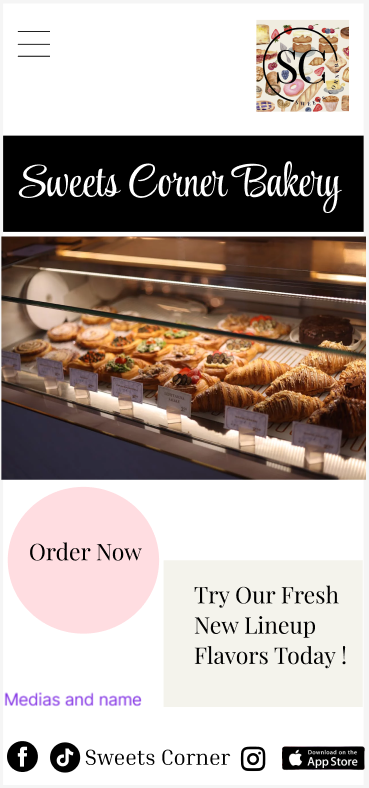 SC
Sweets Corner Bakery
Order Now
Try Our Fresh
New Lineup
Flavors Today !
Medias and name
Sweets Corner
Download on the
App Store